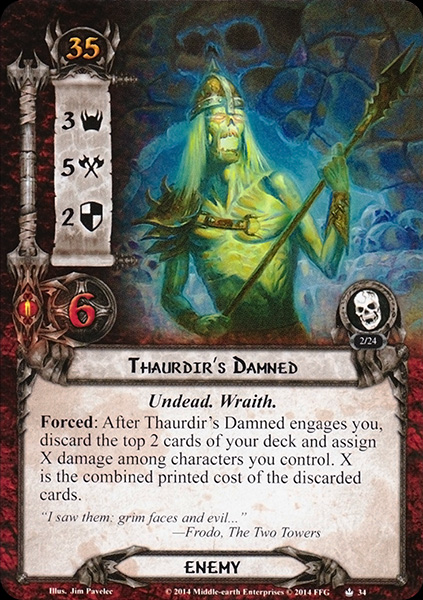 35
3
5
2
6
2/24
THAURDIR'S DAMNED
Undead. Wraith.
Forced: After Thaurdir's Damned engages you,
discard the top 2 cards of your deck and assign
X damage among characters you control. X
is the combined printed cost of the discarded
cards.
"I saw them: grim faces and evil..."
—Frodo, The Two Towers
ENEMY
Illus. Jim Pavelec © 2014 Middle-earth Enterprises © 2014 FFG 34